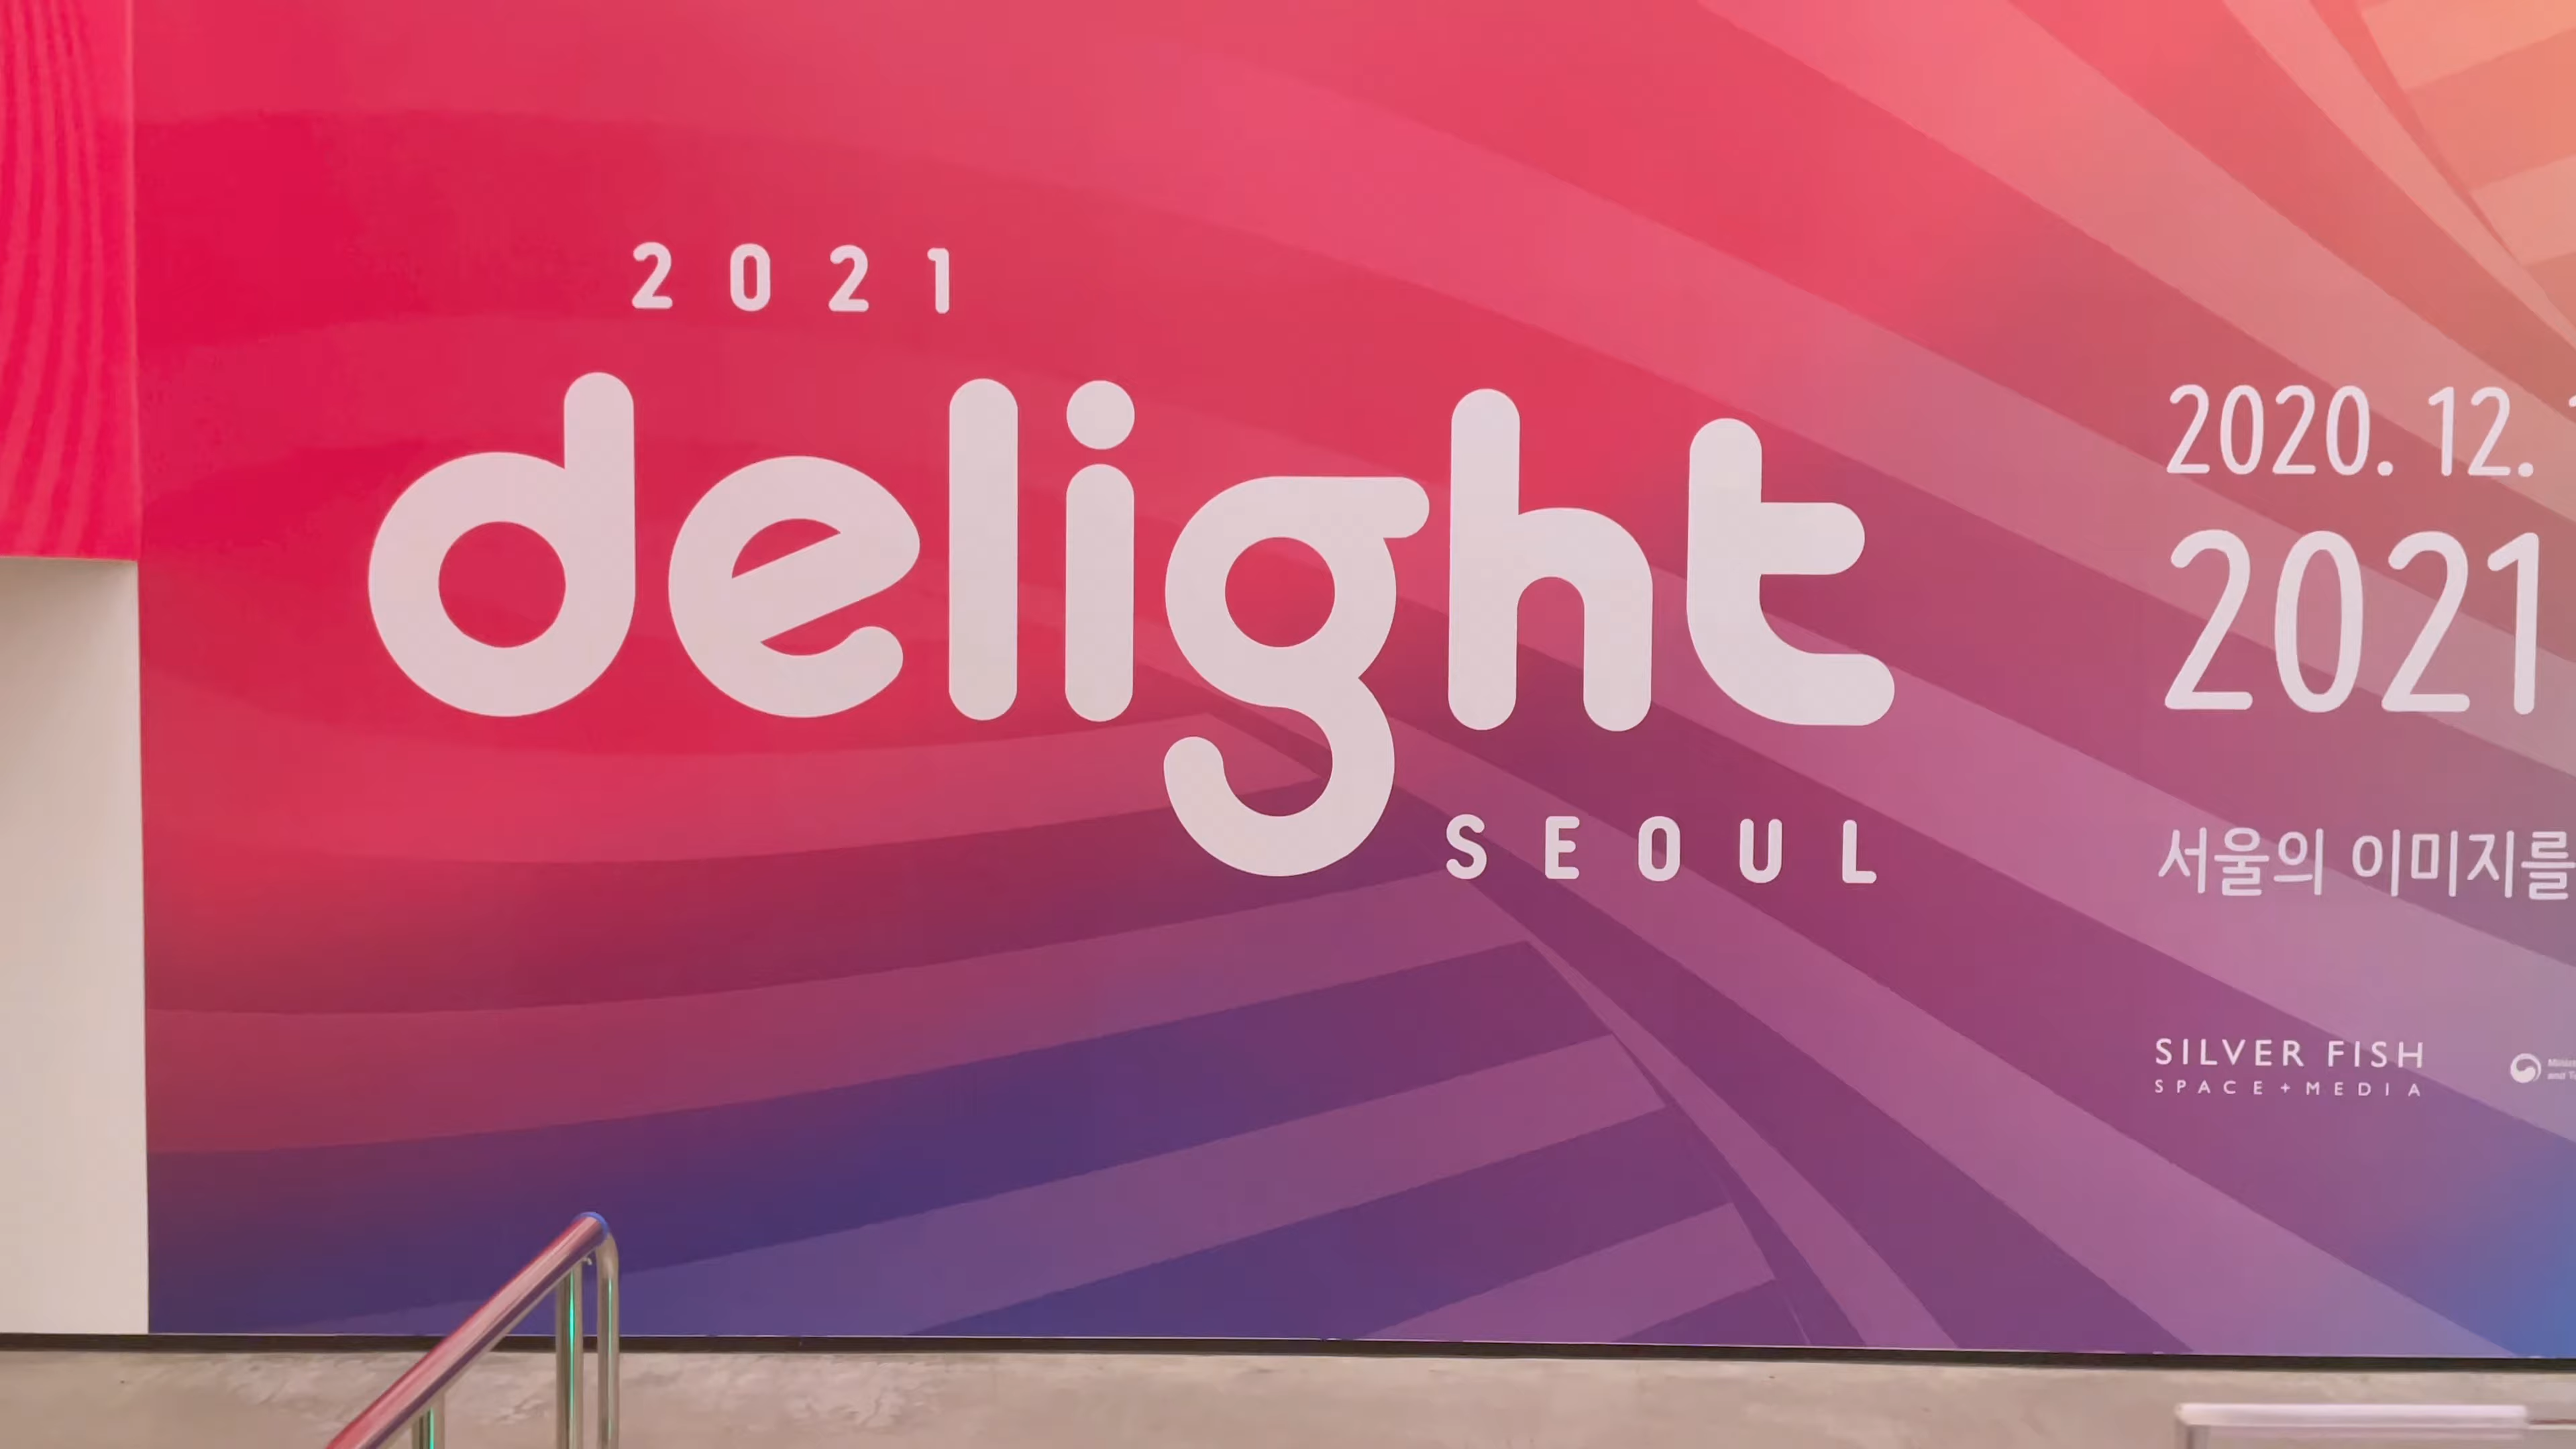 2021
delight
SEOUL
2020. 12.
2021
서울의 이미지를
SILVER FISH
SPACE+MEDIA